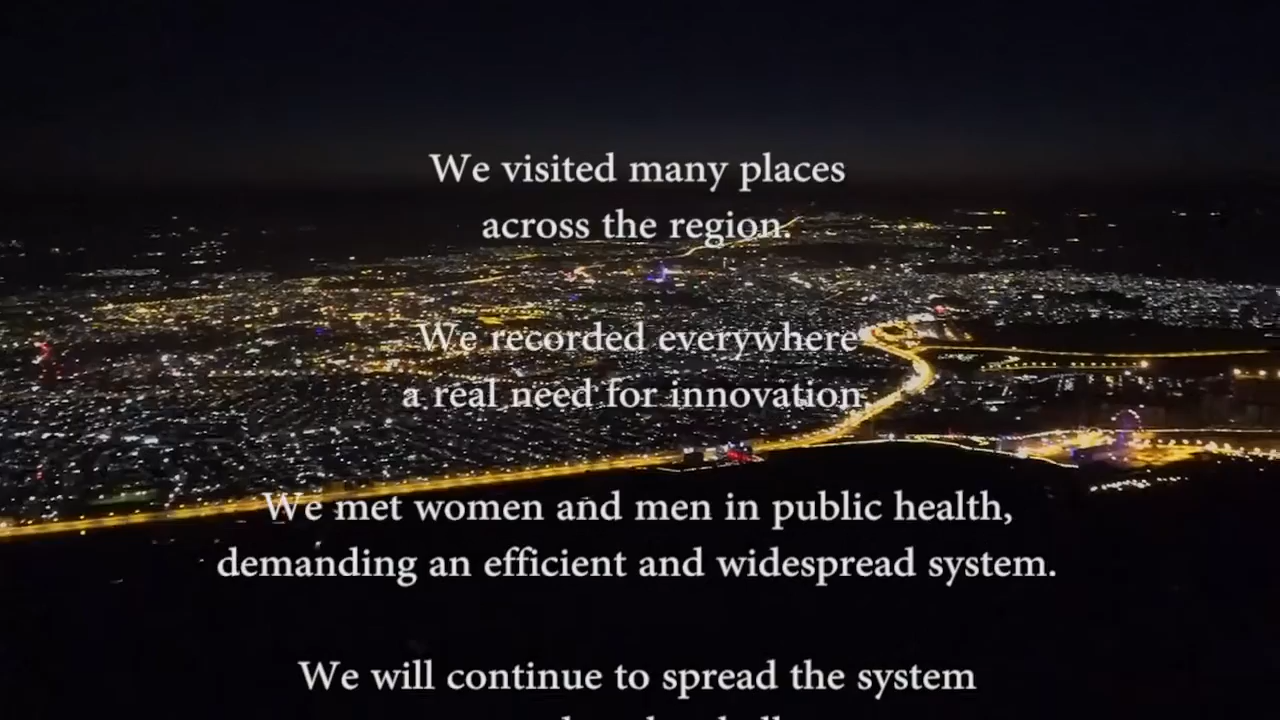 We visited many places
across the region.
We recorded everywhere
a real need for innovation.
We met women and men in public health,
demanding an efficient and widespread system.
We will continue to spread the system